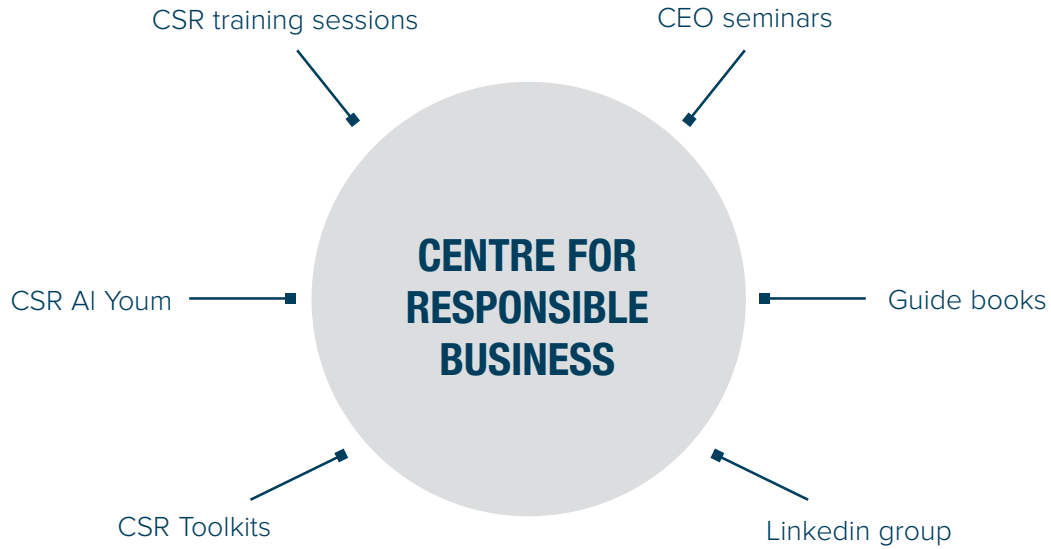 CSR training sessions
CEO seminars
CENTRE FOR
RESPONSIBLE
BUSINESS
CSR Al Youm
Guide books
CSR Toolkits
Linkedin group